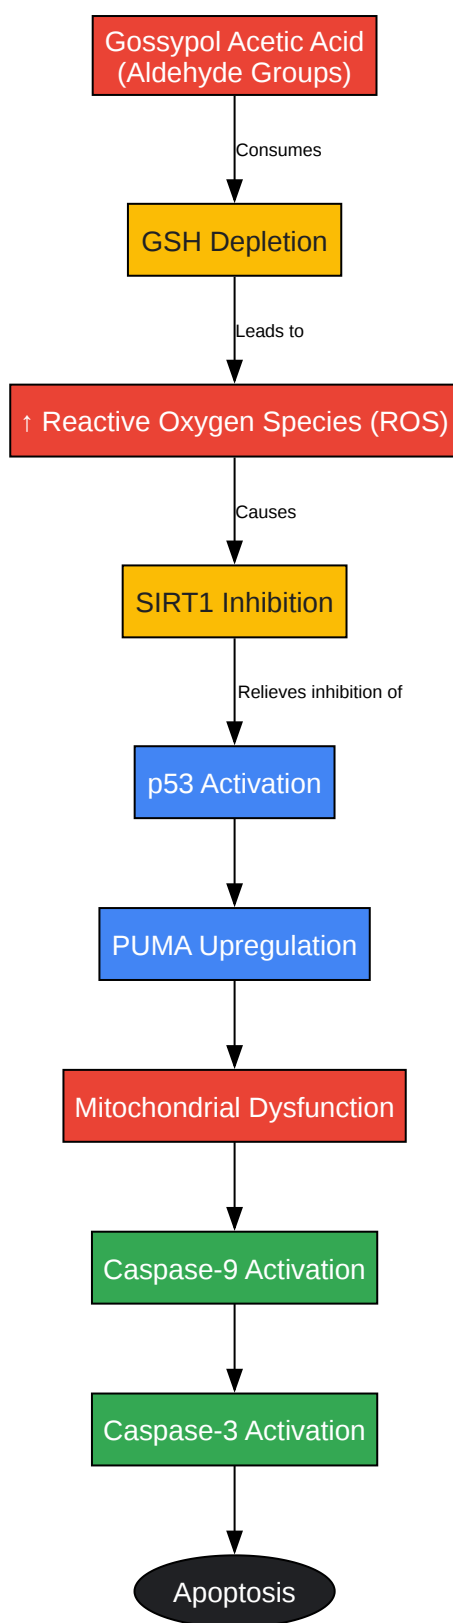 Gossypol Acetic Acid
(Aldehyde Groups)
Consumes
GSH Depletion
Leads to
↑ Reactive Oxygen Species (ROS)
Causes
SIRT1 Inhibition
Relieves inhibition of
p53 Activation
PUMA Upregulation
Mitochondrial Dysfunction
Caspase-9 Activation
Caspase-3 Activation
Apoptosis